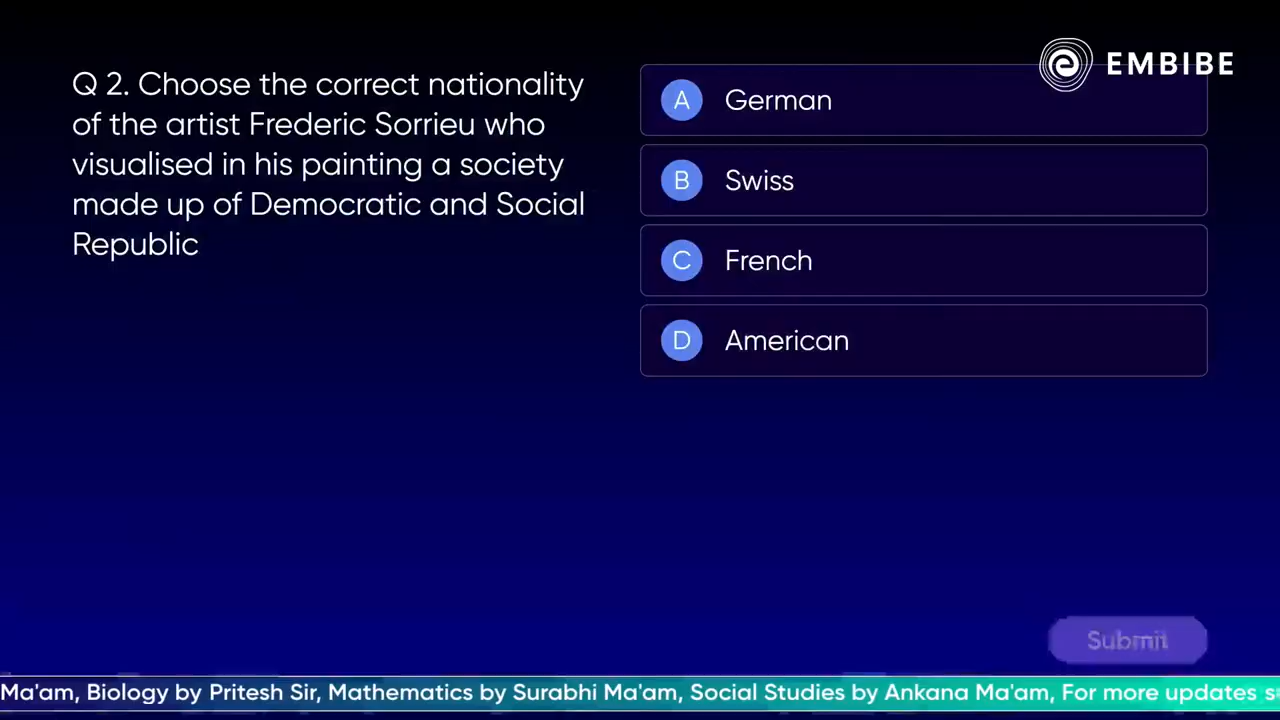 EMBIBE
Q 2. Choose the correct nationality
of the artist Frederic Sorrieu who
visualised in his painting a society
made up of Democratic and Social
Republic
A German
B Swiss
C French
D American
Submit
Ma'am, Biology by Pritesh Sir, Mathematics by Surabhi Ma'am, Social Studies by Ankana Ma'am, For more updates